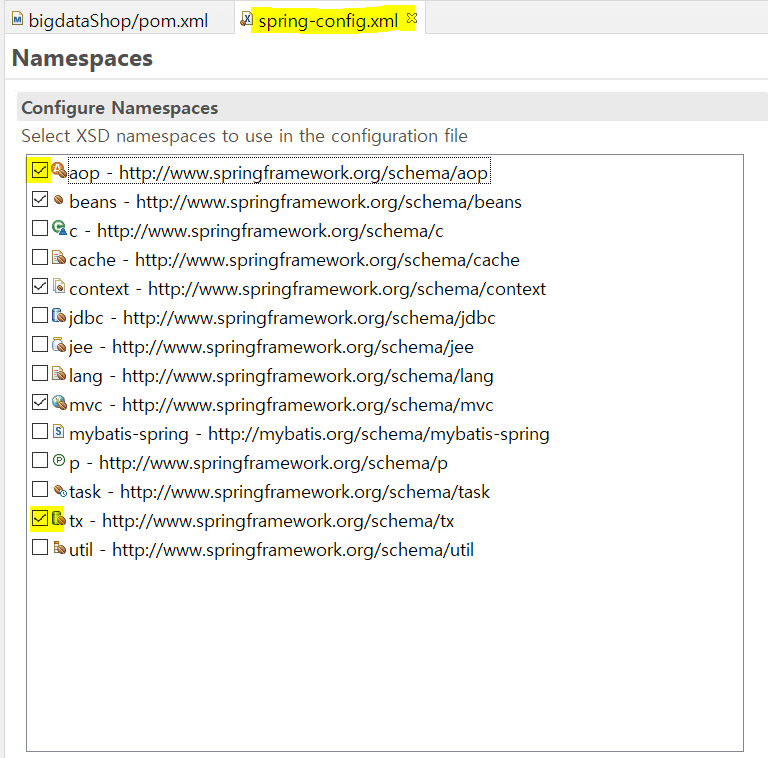 bigdataShop/pom.xml
spring-config.xml
Namespaces
Configure Namespaces
Select XSD namespaces to use in the configuration file
aop - http://www.springframework.org/schema/aop
beans - http://www.springframework.org/schema/beans
c - http://www.springframework.org/schema/c
cache - http://www.springframework.org/schema/cache
context - http://www.springframework.org/schema/context
jdbc - http://www.springframework.org/schema/jdbc
jee - http://www.springframework.org/schema/jee
lang - http://www.springframework.org/schema/lang
mvc - http://www.springframework.org/schema/mvc
mybatis-spring - http://mybatis.org/schema/mybatis-spring
p - http://www.springframework.org/schema/p
task - http://www.springframework.org/schema/task
tx - http://www.springframework.org/schema/tx
util - http://www.springframework.org/schema/util